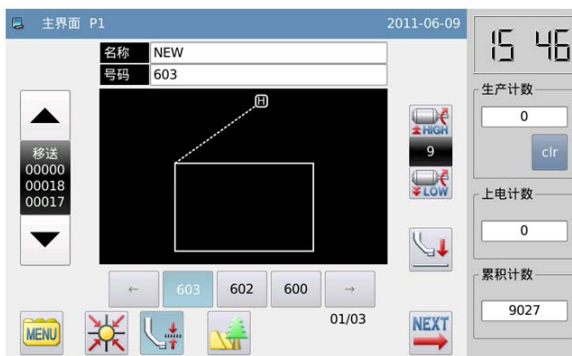 主界面 P1
2011-06-09
名称 NEW
号码 603
H
移送
00000
00018
00017
HIGH
9
LOW
← 603 602 600 →
01/03
MENU
NEXT
15 46
生产计数
0
clr
上电计数
0
累积计数
9027